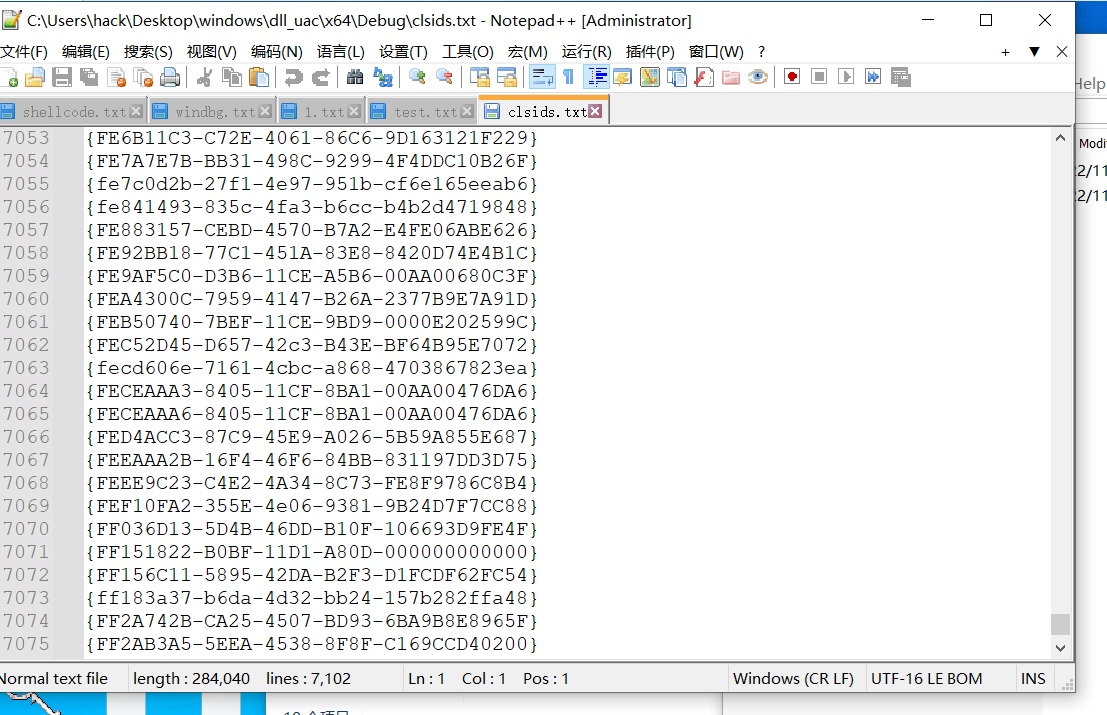 C:\Users\hack\Desktop\windows\dll_uac\x64\Debug\clsids.txt - Notepad++ [Administrator]
文件(F) 编辑(E) 搜索(S) 视图(V) 编码(N) 语言(L) 设置(T) 工具(O) 宏(M) 运行(R) 插件(P) 窗口(W) ? + ▼ X
Help
shellcode.txt windbg.txt 1.txt test.txt clsids.txt
7053 {FE6B11C3-C72E-4061-86C6-9D163121F229}
7054 {FE7A7E7B-BB31-498C-9299-4F4DDC10B26F}
7055 {fe7c0d2b-27f1-4e97-951b-cf6e165eeab6}
7056 {fe841493-835c-4fa3-b6cc-b4b2d4719848}
7057 {FE883157-CEBD-4570-B7A2-E4FE06ABE626}
7058 {FE92BB18-77C1-451A-83E8-8420D74E4B1C}
7059 {FE9AF5C0-D3B6-11CE-A5B6-00AA00680C3F}
7060 {FEA4300C-7959-4147-B26A-2377B9E7A91D}
7061 {FEB50740-7BEF-11CE-9BD9-0000E202599C}
7062 {FEC52D45-D657-42c3-B43E-BF64B95E7072}
7063 {fecd606e-7161-4cbc-a868-4703867823ea}
7064 {FECEAAA3-8405-11CF-8BA1-00AA00476DA6}
7065 {FECEAAA6-8405-11CF-8BA1-00AA00476DA6}
7066 {FED4ACC3-87C9-45E9-A026-5B59A855E687}
7067 {FEEAAA2B-16F4-46F6-84BB-831197DD3D75}
7068 {FEEE9C23-C4E2-4A34-8C73-FE8F9786C8B4}
7069 {FEF10FA2-355E-4e06-9381-9B24D7F7CC88}
7070 {FF036D13-5D4B-46DD-B10F-106693D9FE4F}
7071 {FF151822-B0BF-11D1-A80D-000000000000}
7072 {FF156C11-5895-42DA-B2F3-D1FCDF62FC54}
7073 {ff183a37-b6da-4d32-bb24-157b282ffa48}
7074 {FF2A742B-CA25-4507-BD93-6BA9B8E8965F}
7075 {FF2AB3A5-5EEA-4538-8F8F-C169CCD40200}
Modi
2/11
2/11
Normal text file length : 284,040 lines : 7,102 Ln : 1 Col : 1 Pos : 1 Windows (CR LF) UTF-16 LE BOM INS